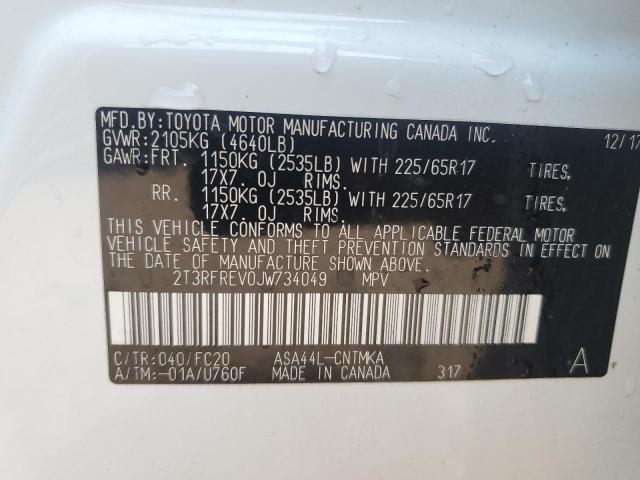 MFD.BY:TOYOTA MOTOR MANUFACTURING CANADA INC. 12/17
GVWR:2105KG (4640LB)
GAWR:FRT. 1150KG (2535LB) WITH 225/65R17 TIRES,
17X7.0J RIMS.
RR. 1150KG (2535LB) WITH 225/65R17 TIRES,
17X7.0J RIMS.
THIS VEHICLE CONFORMS TO ALL APPLICABLE FEDERAL MOTOR
VEHICLE SAFETY AND THEFT PREVENTION STANDARDS IN EFFECT ON
THE DATE OF MANUFACTURE SHOWN ABOVE.
2T3RFREV0JW734049 MPV
C/TR:040/FC20 ASA44L-CNTMKA
A/TM:-01A/U760F MADE IN CANADA 317 A